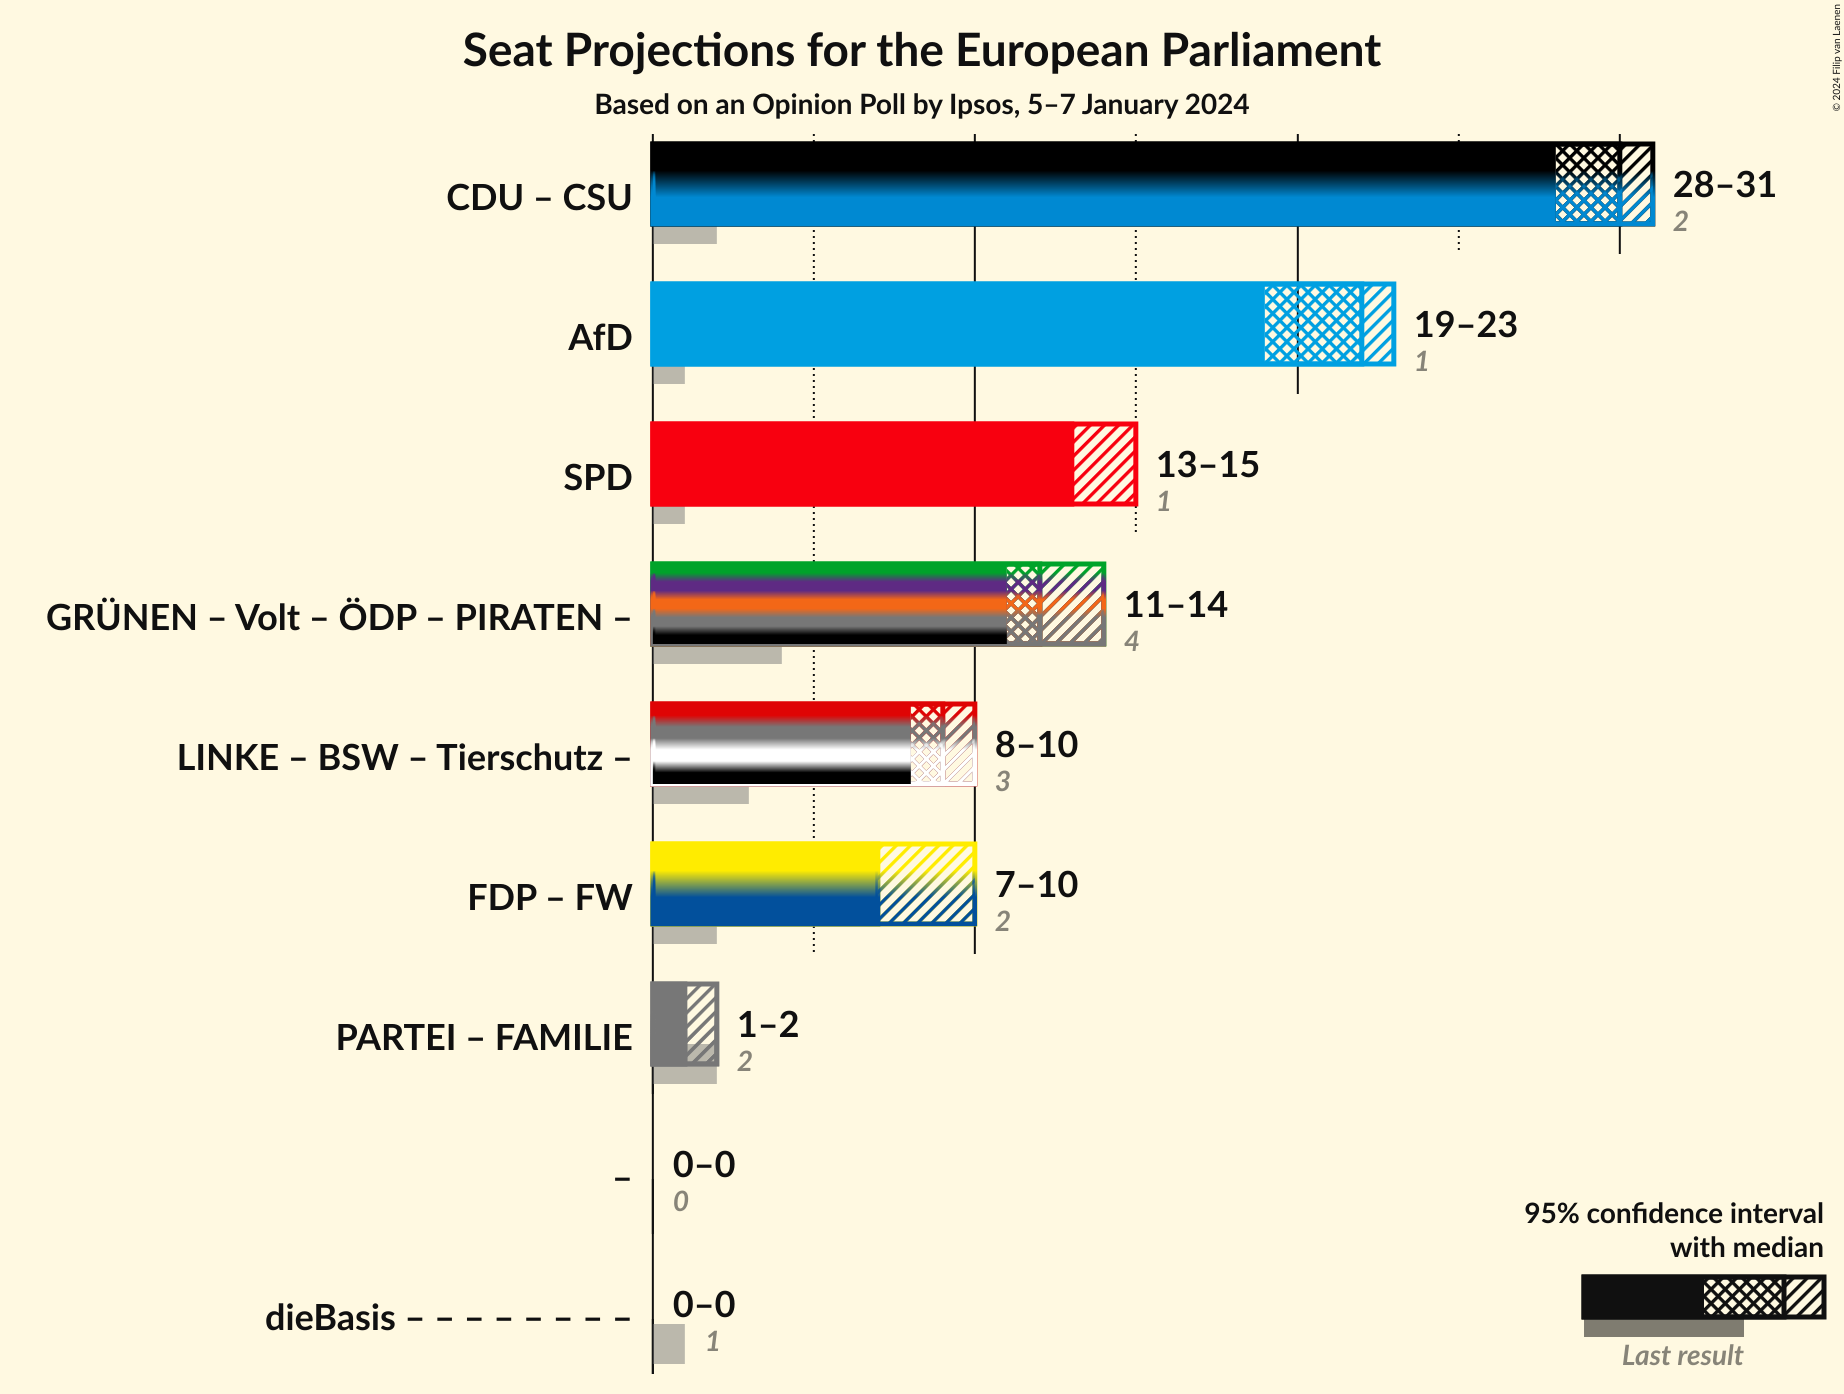 Seat Projections for the European Parliament
Based on an Opinion Poll by Ipsos, 5–7 January 2024
© 2024 Filip van Laenen
CDU – CSU
28–31
2
AfD
19–23
1
SPD
13–15
1
GRÜNEN – Volt – ÖDP – PIRATEN –
11–14
4
LINKE – BSW – Tierschutz –
8–10
3
FDP – FW
7–10
2
PARTEI – FAMILIE
1–2
2
–
0–0
0
dieBasis – – – – – – – –
0–0
1
95% confidence interval
with median
Last result